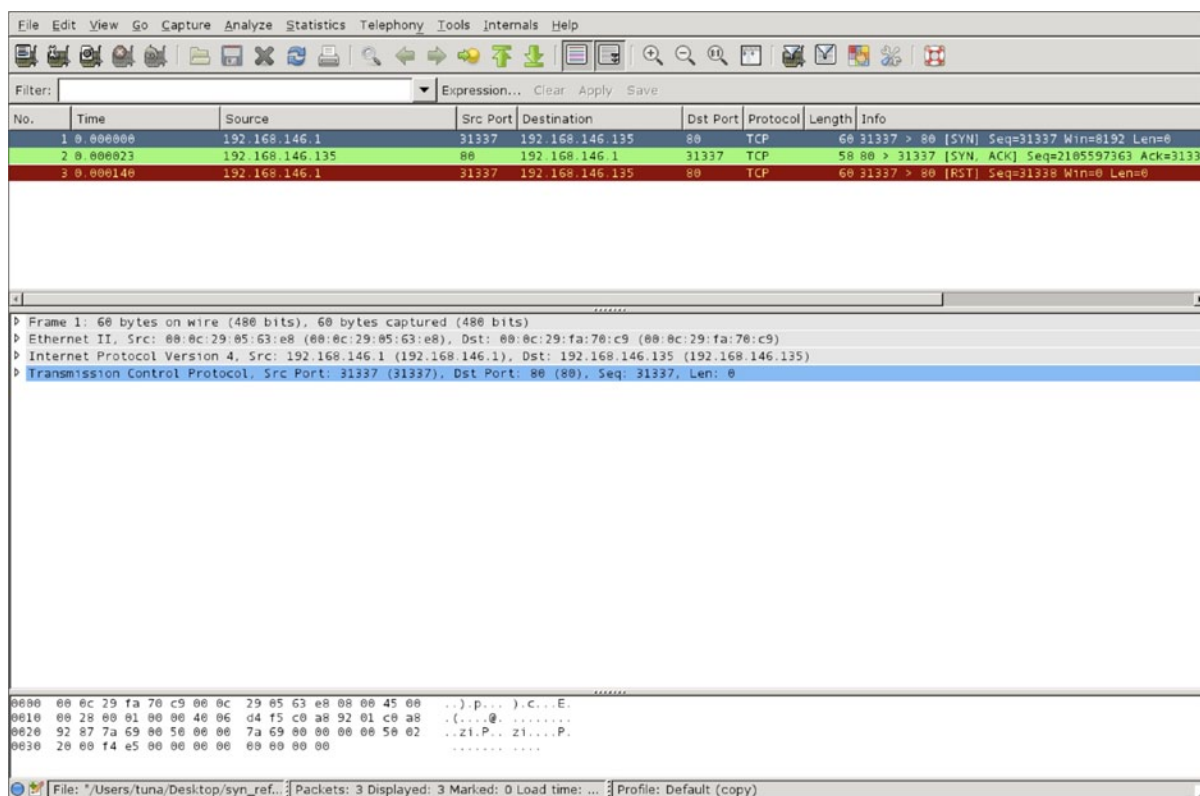 File Edit View Go Capture Analyze Statistics Telephony Tools Internals Help
Filter: Expression... Clear Apply Save
No. Time Source Src Port Destination Dst Port Protocol Length Info
1 0.000000 192.168.146.1 31337 192.168.146.135 80 TCP 60 31337 > 80 [SYN] Seq=31337 Win=8192 Len=0
2 0.000023 192.168.146.135 80 192.168.146.1 31337 TCP 58 80 > 31337 [SYN, ACK] Seq=2105597363 Ack=3133
3 0.000140 192.168.146.1 31337 192.168.146.135 80 TCP 60 31337 > 80 [RST] Seq=31338 Win=0 Len=0
Frame 1: 60 bytes on wire (480 bits), 60 bytes captured (480 bits)
Ethernet II, Src: 00:0c:29:05:63:e8 (00:0c:29:05:63:e8), Dst: 00:0c:29:fa:70:c9 (00:0c:29:fa:70:c9)
Internet Protocol Version 4, Src: 192.168.146.1 (192.168.146.1), Dst: 192.168.146.135 (192.168.146.135)
Transmission Control Protocol, Src Port: 31337 (31337), Dst Port: 80 (80), Seq: 31337, Len: 0
0000 00 0c 29 fa 70 c9 00 0c 29 05 63 e8 08 00 45 00 ..).p... ).c...E.
0010 00 28 00 01 00 00 40 06 d4 f5 c0 a8 92 01 c0 a8 .(....@. ........
0020 92 87 7a 69 00 50 00 00 7a 69 00 00 00 00 50 02 ..zi.P.. zi....P.
0030 20 00 f4 e5 00 00 00 00 00 00 00 00 ....... ....
File: "/Users/tuna/Desktop/syn_ref... Packets: 3 Displayed: 3 Marked: 0 Load time: ... Profile: Default (copy)